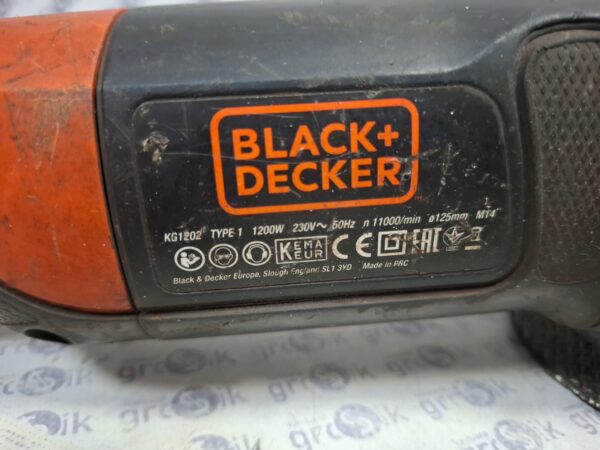 BLACK+
DECKER
KG1202 TYPE 1 1200W 230V~ 50Hz n 11000/min ø125mm M14
KEMA
KEUR CE EAC
Black & Decker Europe, Slough England SL1 3YD Made in PRC
grosik